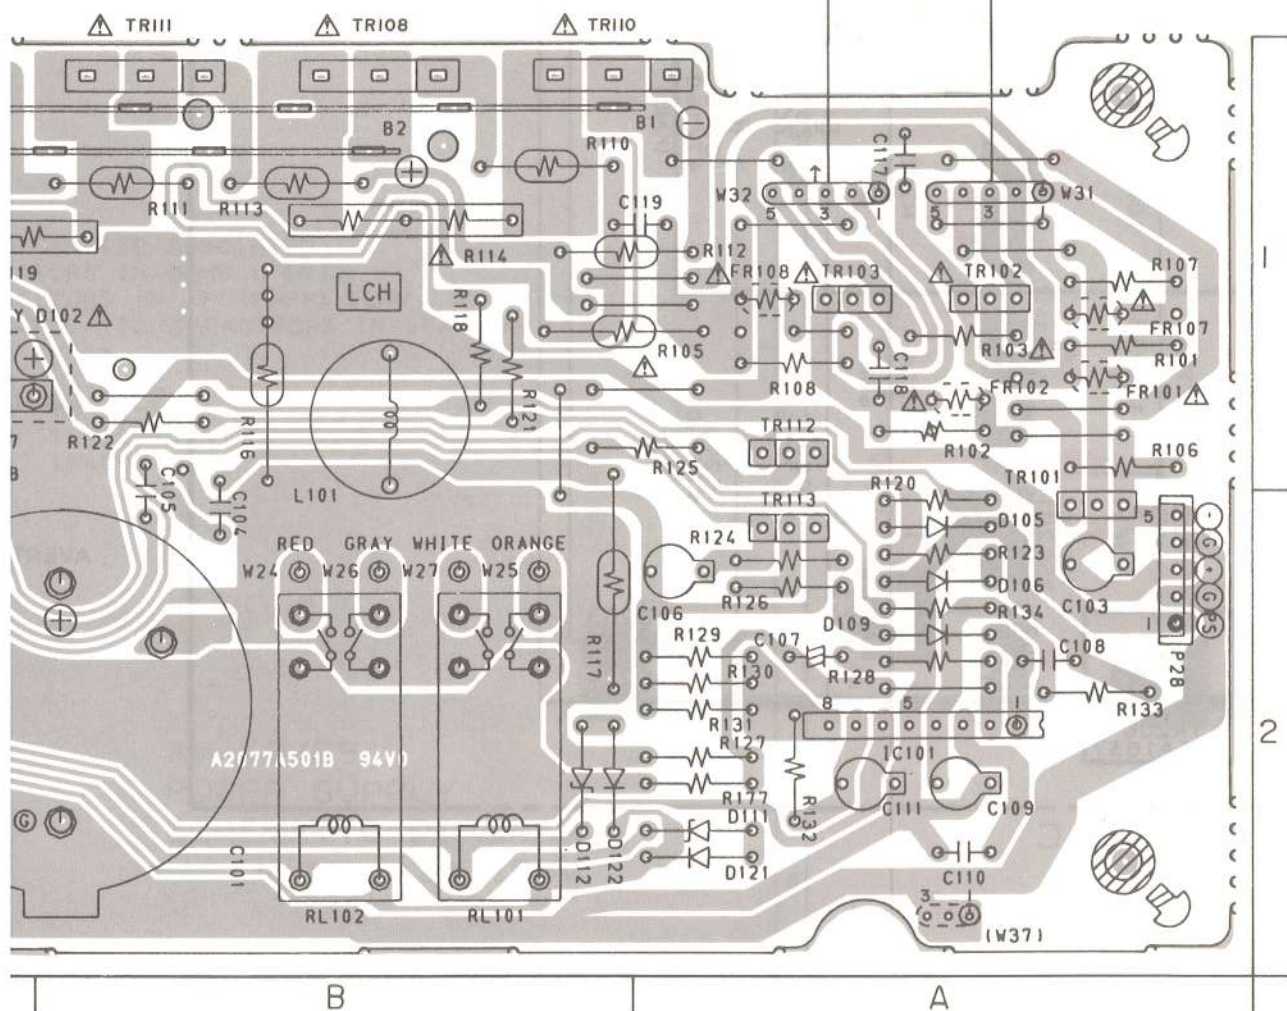 TR111 TR108 TR110
B2 B1
R110 C117
R111 R113 C119 W32 W31
5 3 1 5 3 1
R114 R112
119 FR108 TR103 TR102 R107 1
LCH
D102 R118
R105 R103 FR107
R101
R108 C118 FR102 FR101
R122 R116 R121 TR112 R102
R125 R106
C105 L101 R120 TR101
C104 TR113 D105 5 -
RED GRAY WHITE ORANGE R124 R123 G
W24 W26 W27 W25 D106
R126 C103 G
C106 D109 R134 1 S
R129 C107 C108
R117 R130 R128 P28
8 5 1
R131 R133
R127 IC101 2
A2077A501B 94V0
R177 C111 C109
D111 R132
G
C101 D112 D122 D121 C110
3
RL102 RL101 (W37)
B A